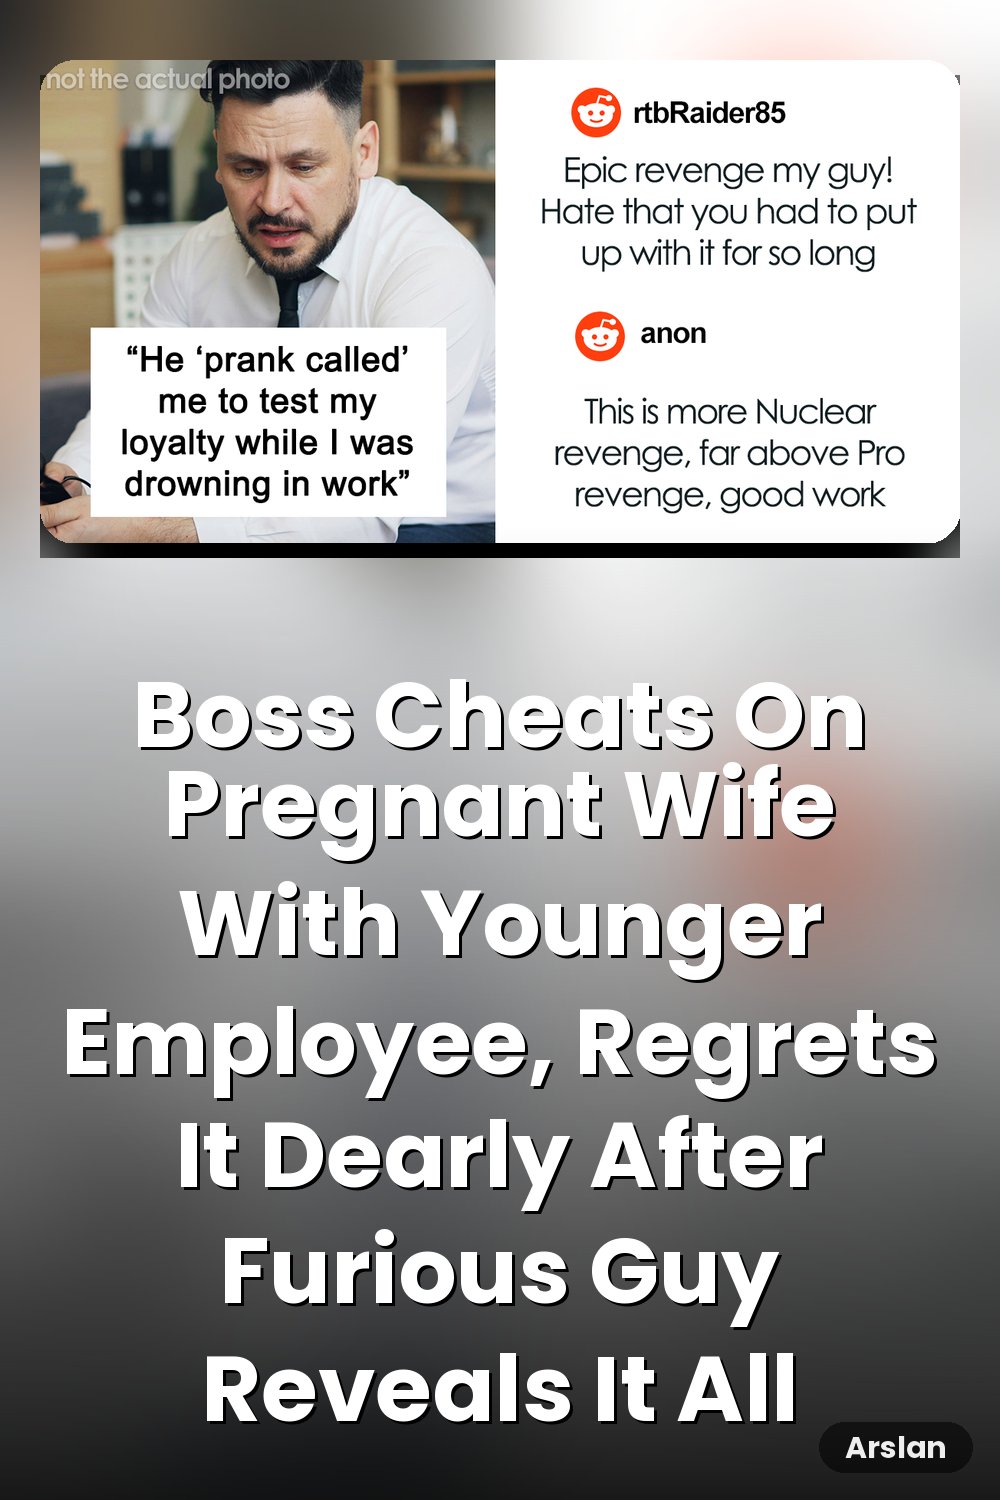 not the actual photo
“He ‘prank called’
me to test my
loyalty while I was
drowning in work”
rtbRaider85
Epic revenge my guy!
Hate that you had to put
up with it for so long
anon
This is more Nuclear
revenge, far above Pro
revenge, good work
Boss Cheats On
Pregnant Wife
With Younger
Employee, Regrets
It Dearly After
Furious Guy
Reveals It All
Arslan